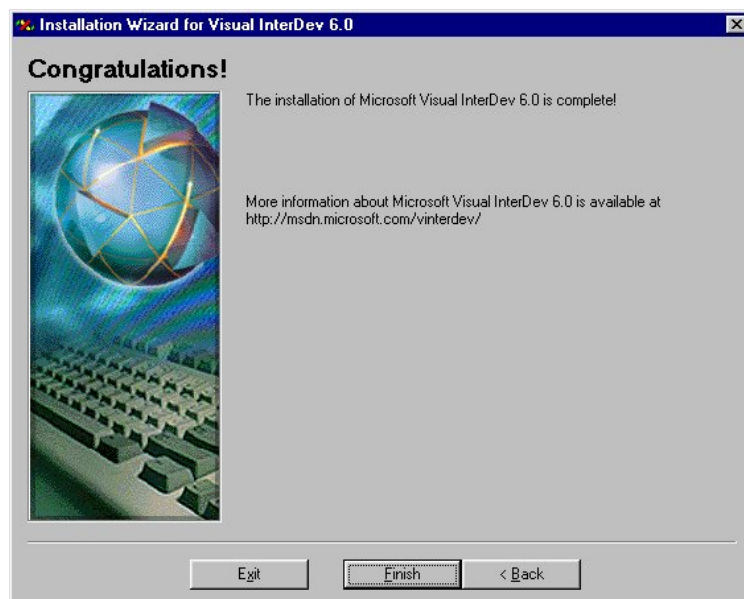 Installation Wizard for Visual InterDev 6.0
Congratulations!
The installation of Microsoft Visual InterDev 6.0 is complete!
More information about Microsoft Visual InterDev 6.0 is available at
http://msdn.microsoft.com/vinterdev/
Exit
Finish
< Back